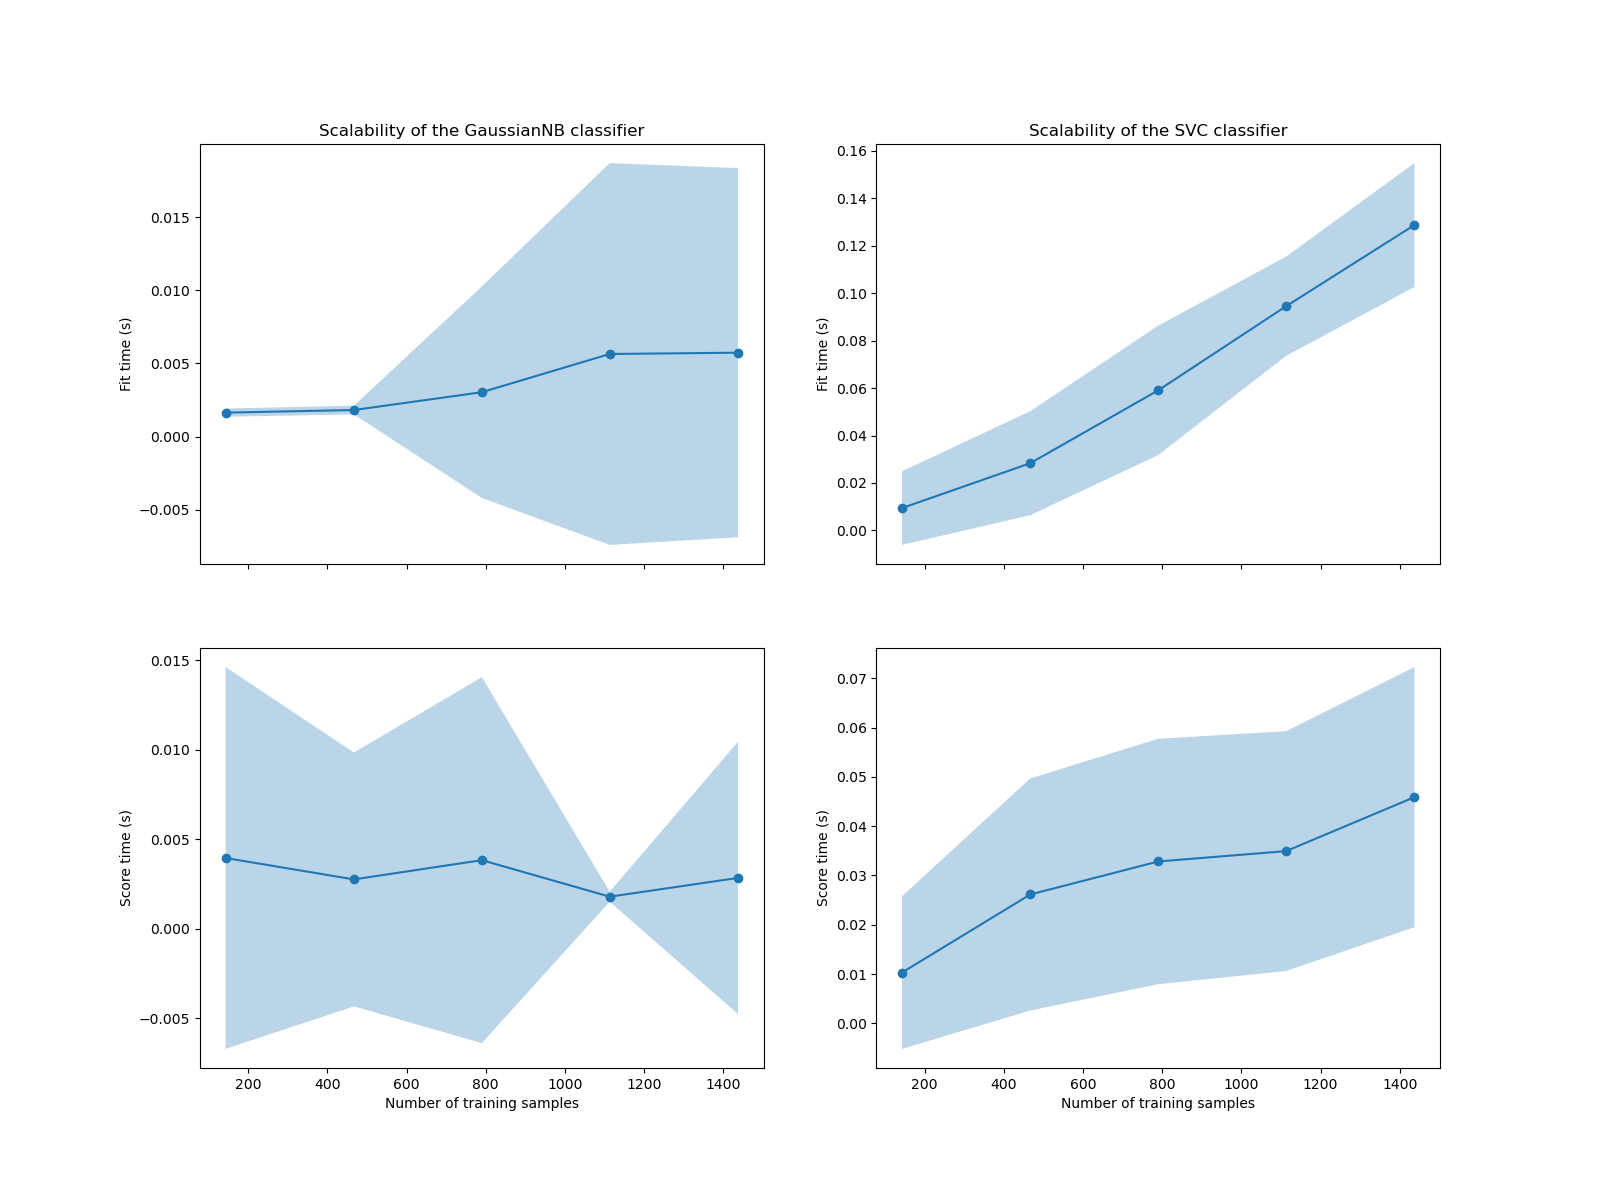 Scalability of the GaussianNB classifier
0.015
0.010
0.005
0.000
−0.005
Fit time (s)
Scalability of the SVC classifier
0.16
0.14
0.12
0.10
0.08
0.06
0.04
0.02
0.00
Fit time (s)
0.015
0.010
0.005
0.000
−0.005
Score time (s)
200 400 600 800 1000 1200 1400
Number of training samples
0.07
0.06
0.05
0.04
0.03
0.02
0.01
0.00
Score time (s)
200 400 600 800 1000 1200 1400
Number of training samples